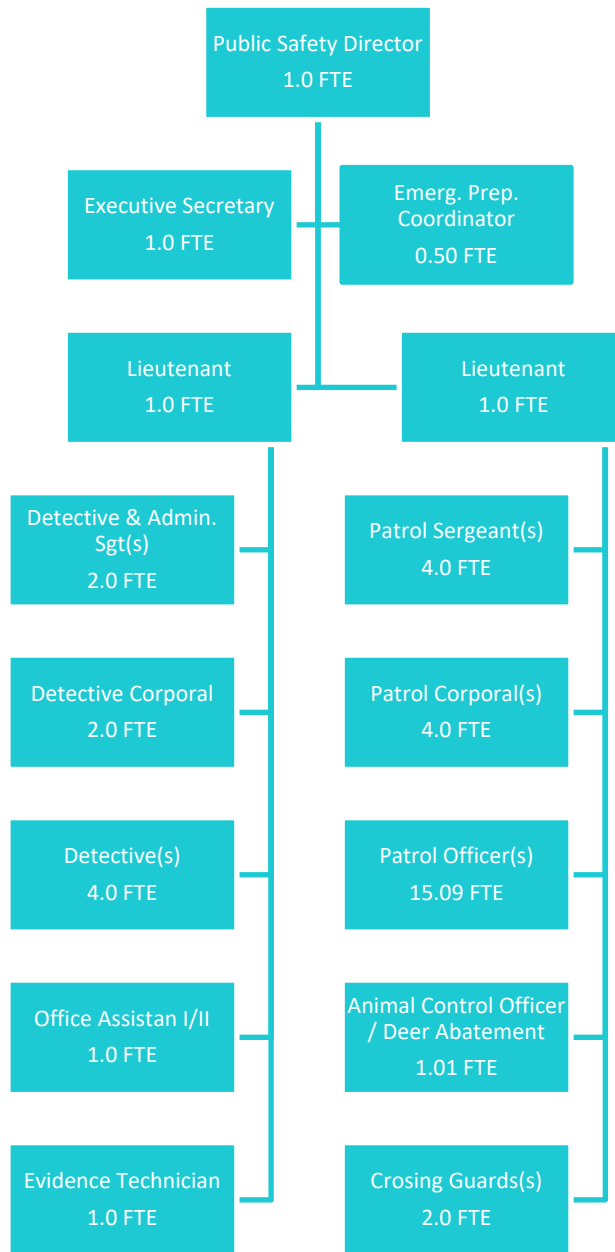 Public Safety Director
1.0 FTE
Executive Secretary
1.0 FTE
Emerg. Prep.
Coordinator
0.50 FTE
Lieutenant
1.0 FTE
Lieutenant
1.0 FTE
Detective & Admin.
Sgt(s)
2.0 FTE
Patrol Sergeant(s)
4.0 FTE
Detective Corporal
2.0 FTE
Patrol Corporal(s)
4.0 FTE
Detective(s)
4.0 FTE
Patrol Officer(s)
15.09 FTE
Office Assistan I/II
1.0 FTE
Animal Control Officer
/ Deer Abatement
1.01 FTE
Evidence Technician
1.0 FTE
Crosing Guards(s)
2.0 FTE